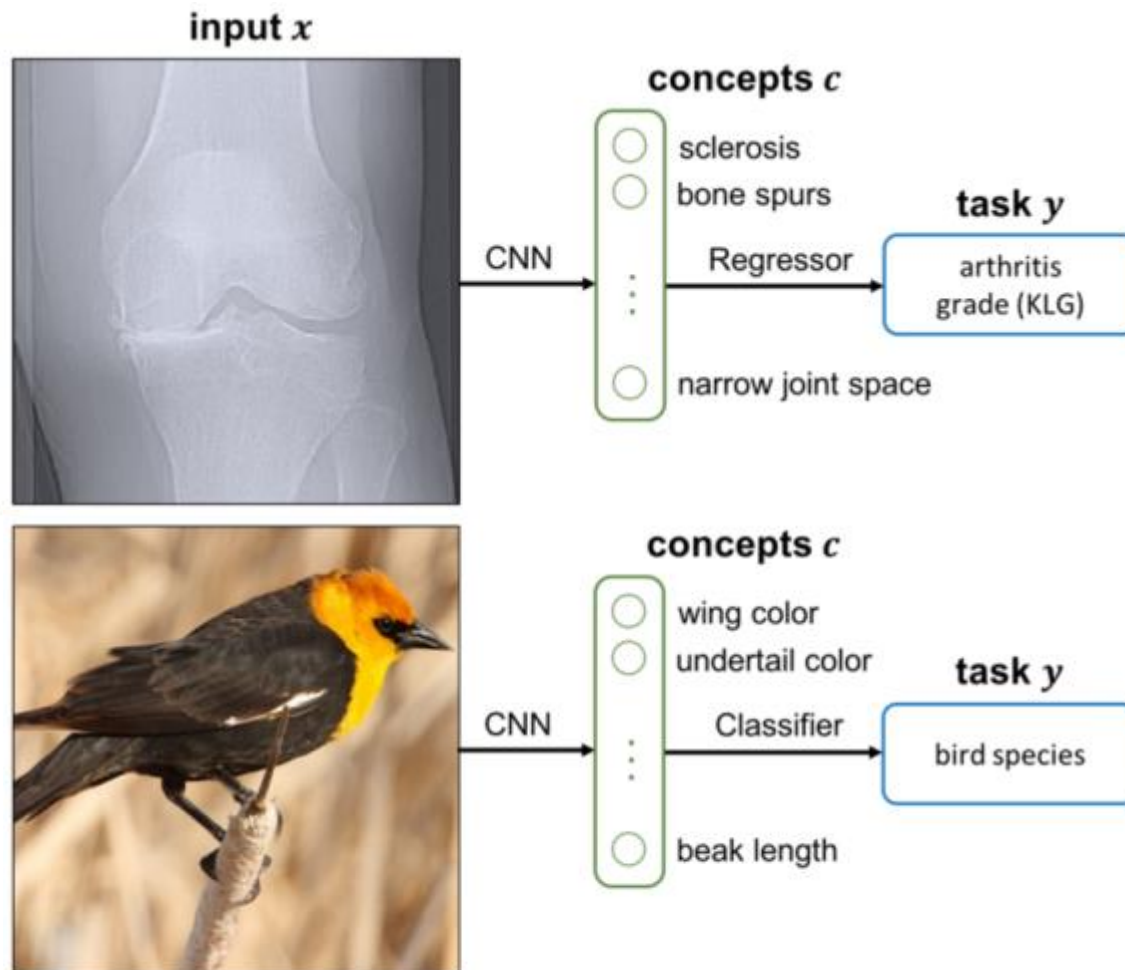 input x
concepts c
sclerosis
bone spurs
task y
CNN
Regressor
arthritis
grade (KLG)
narrow joint space
concepts c
wing color
undertail color
task y
CNN
Classifier
bird species
beak length